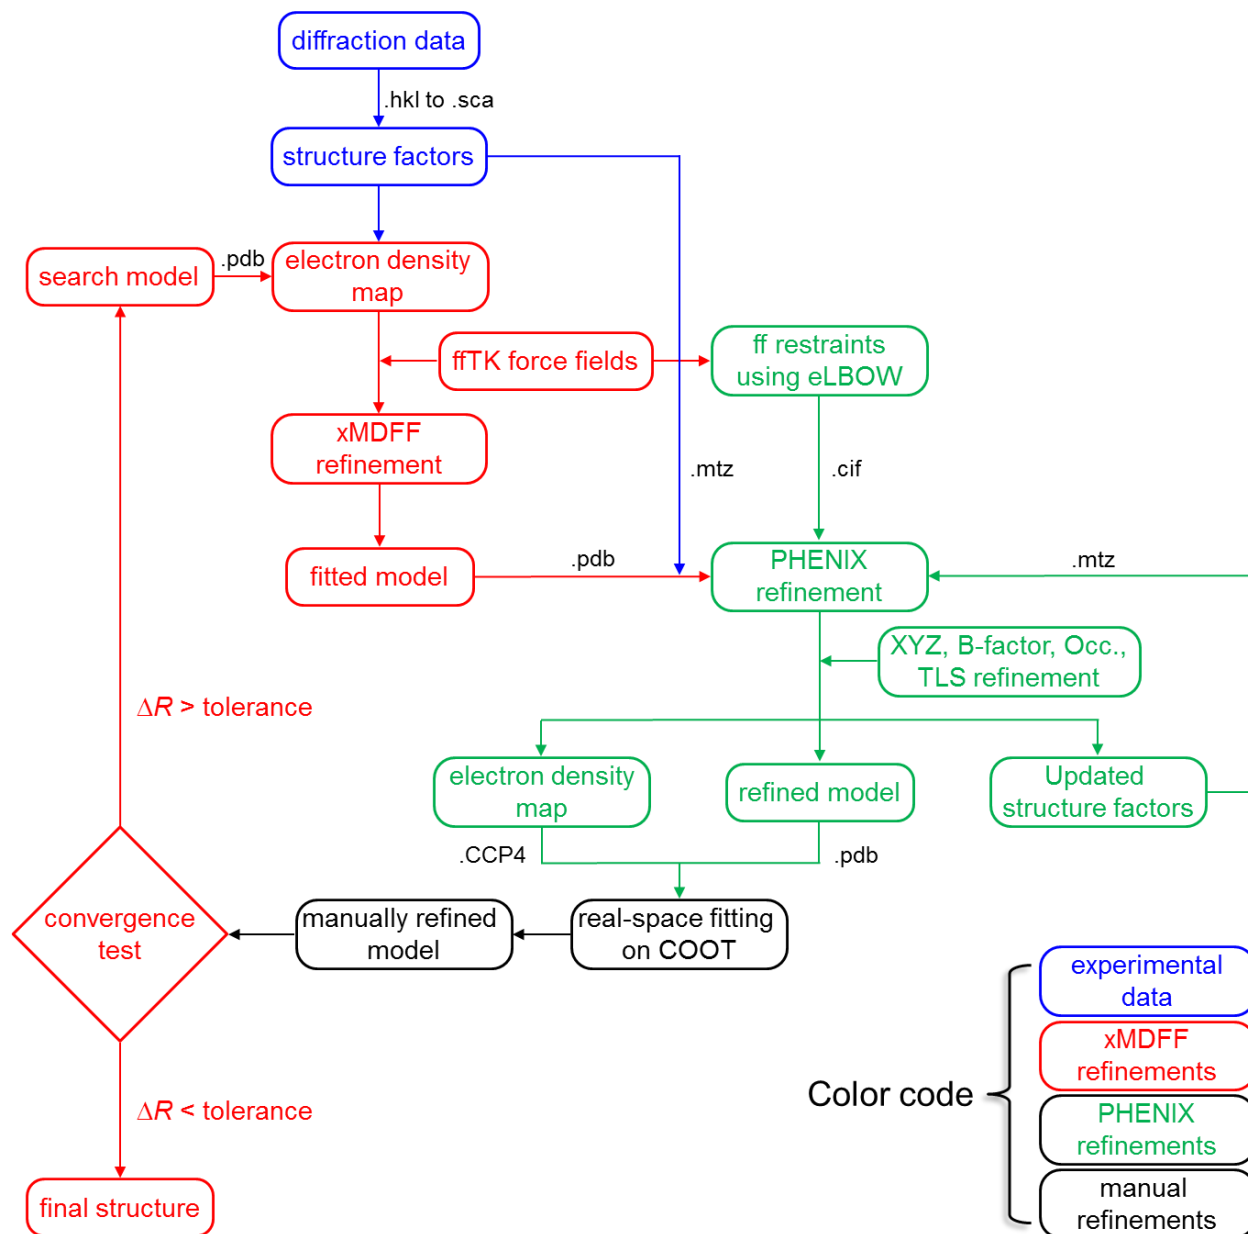 diffraction data
.hkl to .sca
structure factors
search model
.pdb
electron density
map
ffTK force fields
ff restraints
using eLBOW
xMDFF
refinement
.mtz
.cif
fitted model
.pdb
PHENIX
refinement
.mtz
XYZ, B-factor, Occ.,
TLS refinement
ΔR > tolerance
electron density
map
refined model
Updated
structure factors
.CCP4
.pdb
convergence
test
manually refined
model
real-space fitting
on COOT
ΔR < tolerance
final structure
Color code
experimental
data
xMDFF
refinements
PHENIX
refinements
manual
refinements